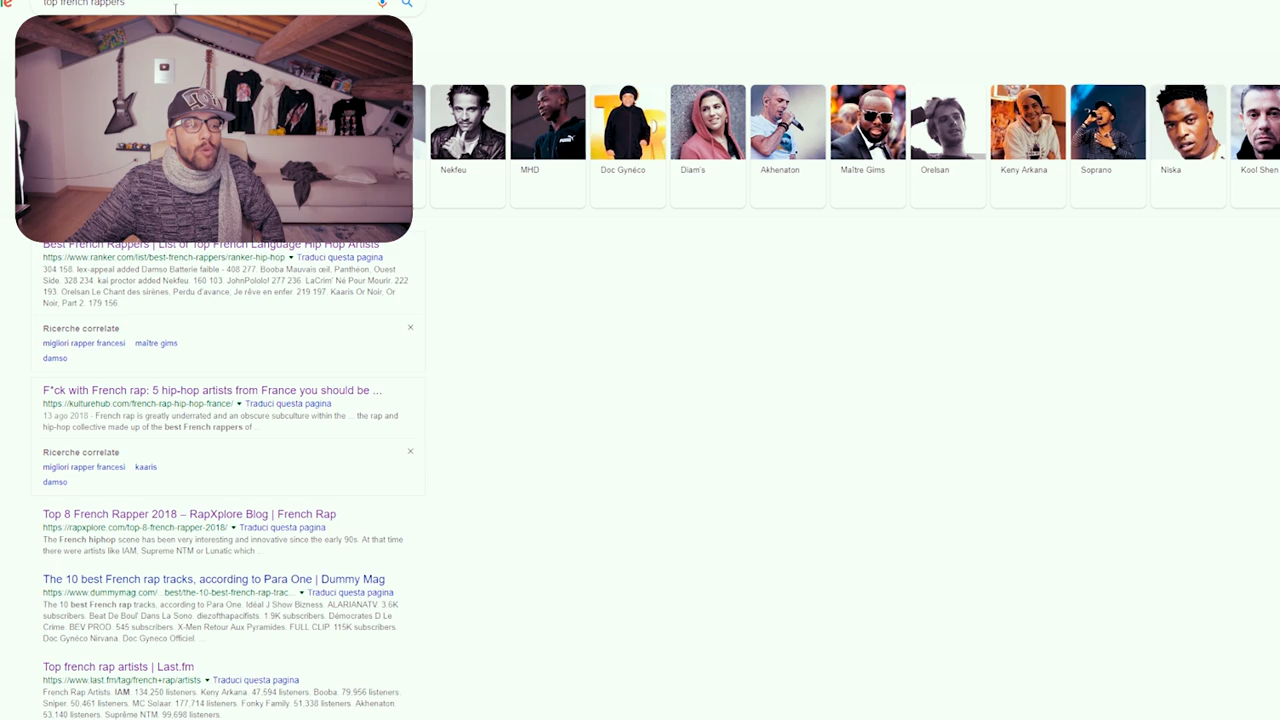 le
top french rappers
Nekfeu
MHD
Doc Gynéco
Diam's
Akhenaton
Maître Gims
Orelsan
Keny Arkana
Soprano
Niska
Kool Shen
Best French Rappers | List of Top French Language Hip Hop Artists
https://www.ranker.com/list/best-french-rappers/ranker-hip-hop ▾ Traduci questa pagina
304 158. lex-appeal added Damso Batterie faible - 408 277. Booba Mauvais œil, Panthéon, Ouest
Side. 328 234. kai proctor added Nekfeu. 160 103. JohnPololol 277 236. LaCrim' Né Pour Mourir. 222
193. Orelsan Le Chant des sirènes, Perdu d'avance, Je rêve en enfer. 219 197. Kaaris Or Noir, Or
Noir, Part 2. 179 156.
Ricerche correlate
migliori rapper francesi maître gims
damso
F*ck with French rap: 5 hip-hop artists from France you should be ...
https://kulturehub.com/french-rap-hip-hop-france/ ▾ Traduci questa pagina
13 ago 2018 - French rap is greatly underrated and an obscure subculture within the ... the rap and
hip-hop collective made up of the best French rappers of ...
Ricerche correlate
migliori rapper francesi kaaris
damso
Top 8 French Rapper 2018 – RapXplore Blog | French Rap
https://rapxplore.com/top-8-french-rapper-2018/ ▾ Traduci questa pagina
The French hiphop scene has been very interesting and innovative since the early 90s. At that time
there were artists like IAM, Supreme NTM or Lunatic which ...
The 10 best French rap tracks, according to Para One | Dummy Mag
https://www.dummymag.com/...best/the-10-best-french-rap-trac... ▾ Traduci questa pagina
The 10 best French rap tracks, according to Para One. Idéal J Show Bizness. ALARIANATV. 3.6K
subscribers. Beat De Boul' Dans La Sono. diezofthapacifists. 1.9K subscribers. Démocrates D Le
Crime. BEV PROD. 545 subscribers. X-Men Retour Aux Pyramides. FULL CLIP. 115K subscribers.
Doc Gynéco Nirvana. Doc Gyneco Officiel. ...
Top french rap artists | Last.fm
https://www.last.fm/tag/french+rap/artists ▾ Traduci questa pagina
French Rap Artists. IAM. 134,250 listeners. Keny Arkana. 47,594 listeners. Booba. 79,956 listeners.
Sniper. 50,461 listeners. MC Solaar. 177,714 listeners. Fonky Family. 51,338 listeners. Akhenaton.
53,140 listeners. Suprême NTM. 99,698 listeners.